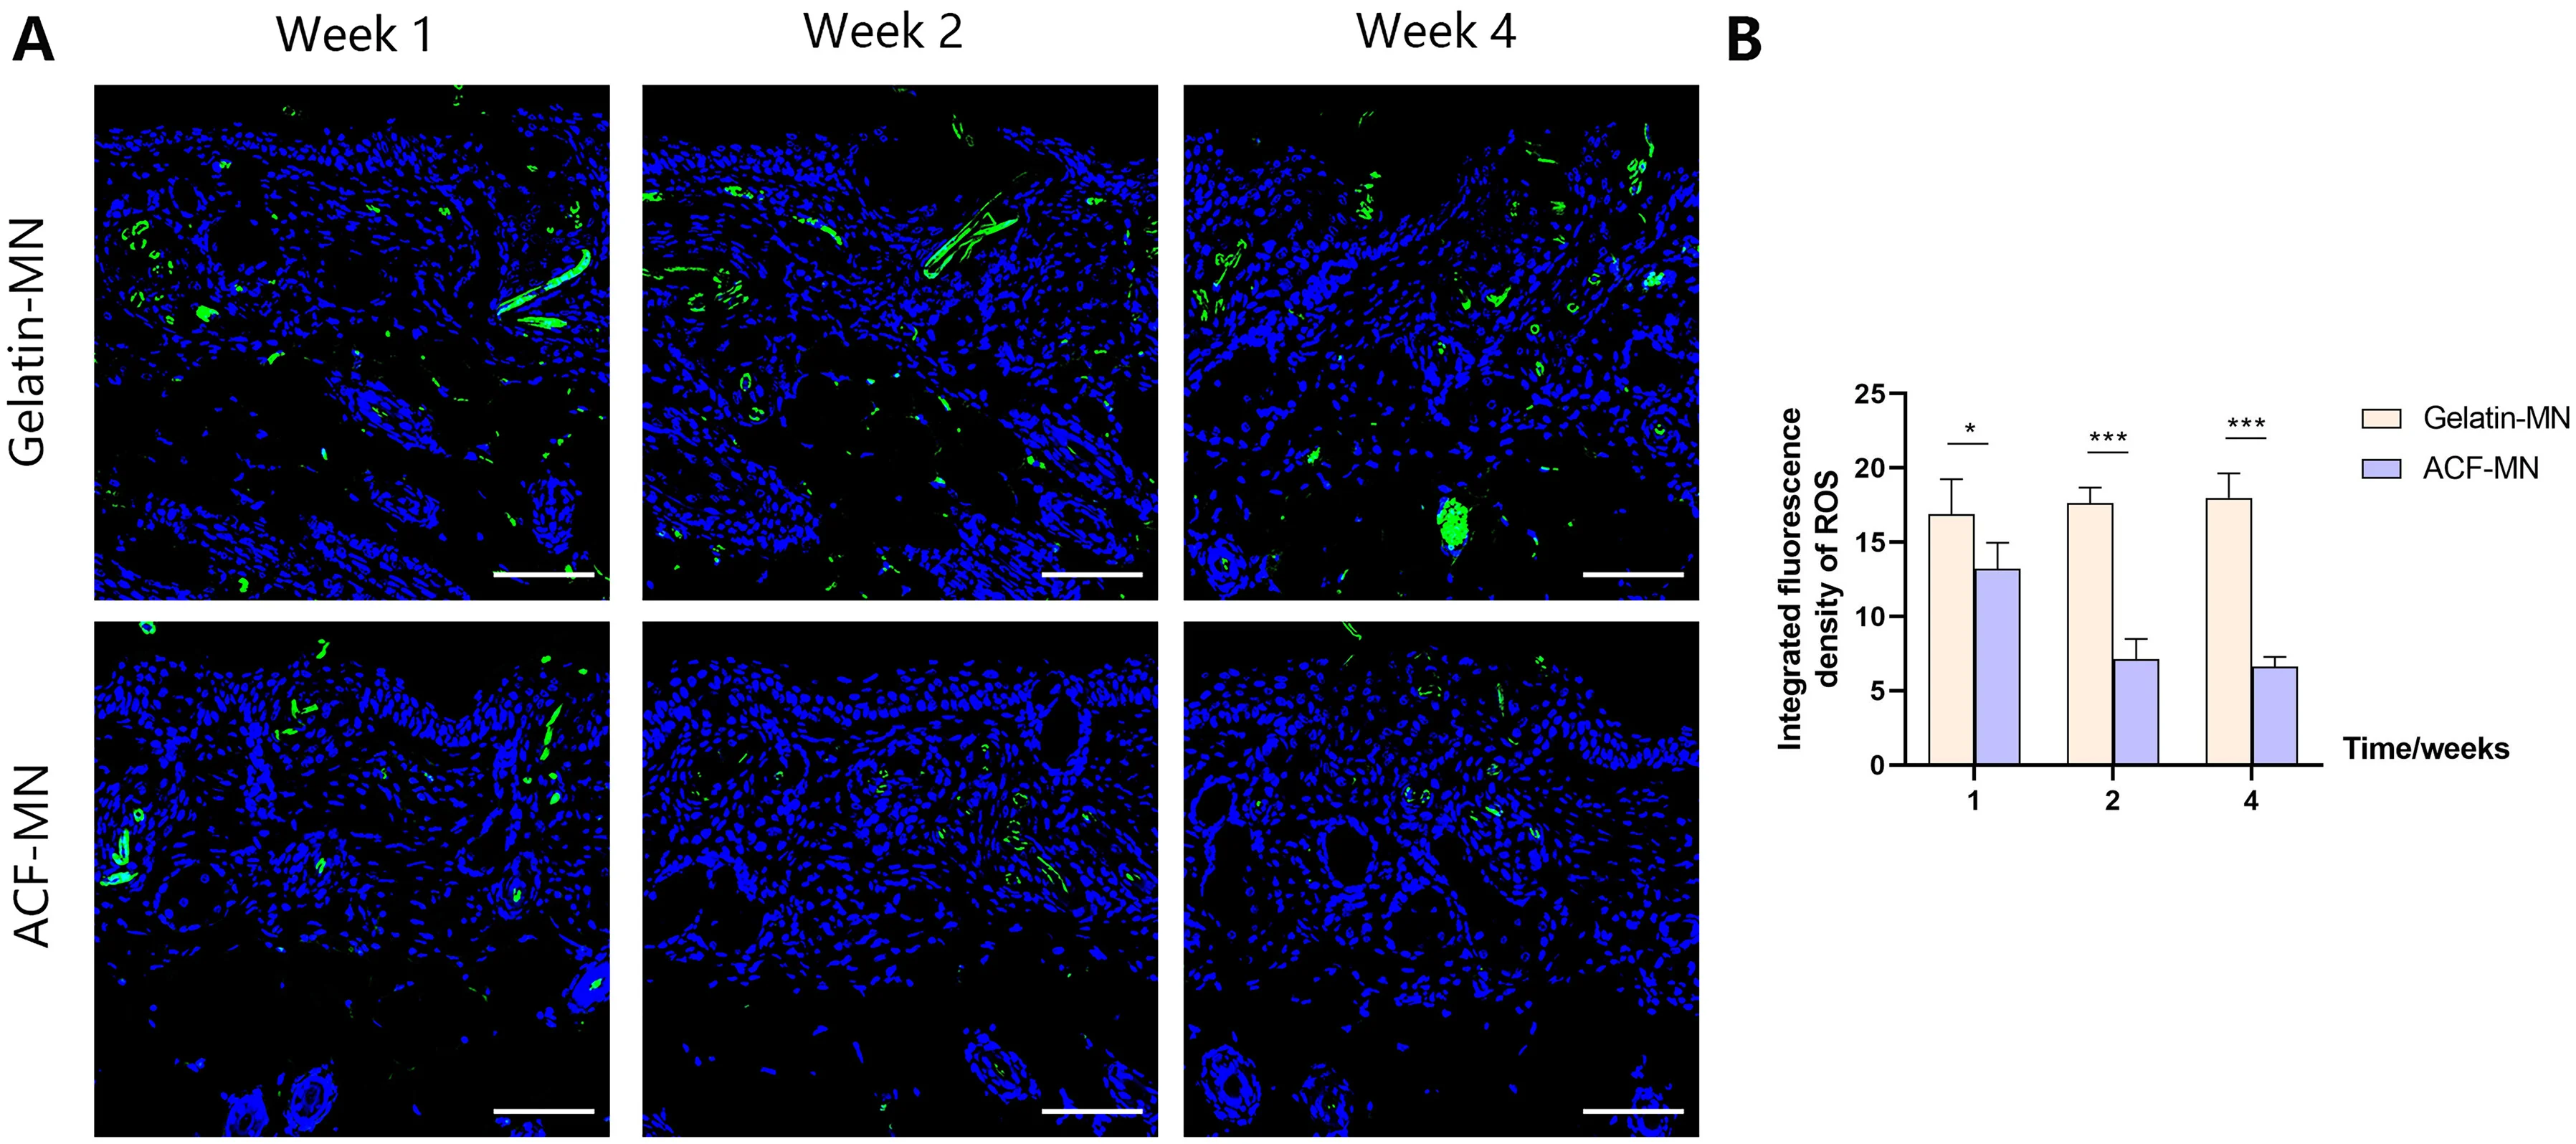 A
Week 1
Week 2
Week 4
B
Gelatin-MN
ACF-MN
Integrated fluorescence
density of ROS
25
20
15
10
5
0
*
***
***
1
2
4
Time/weeks
Gelatin-MN
ACF-MN